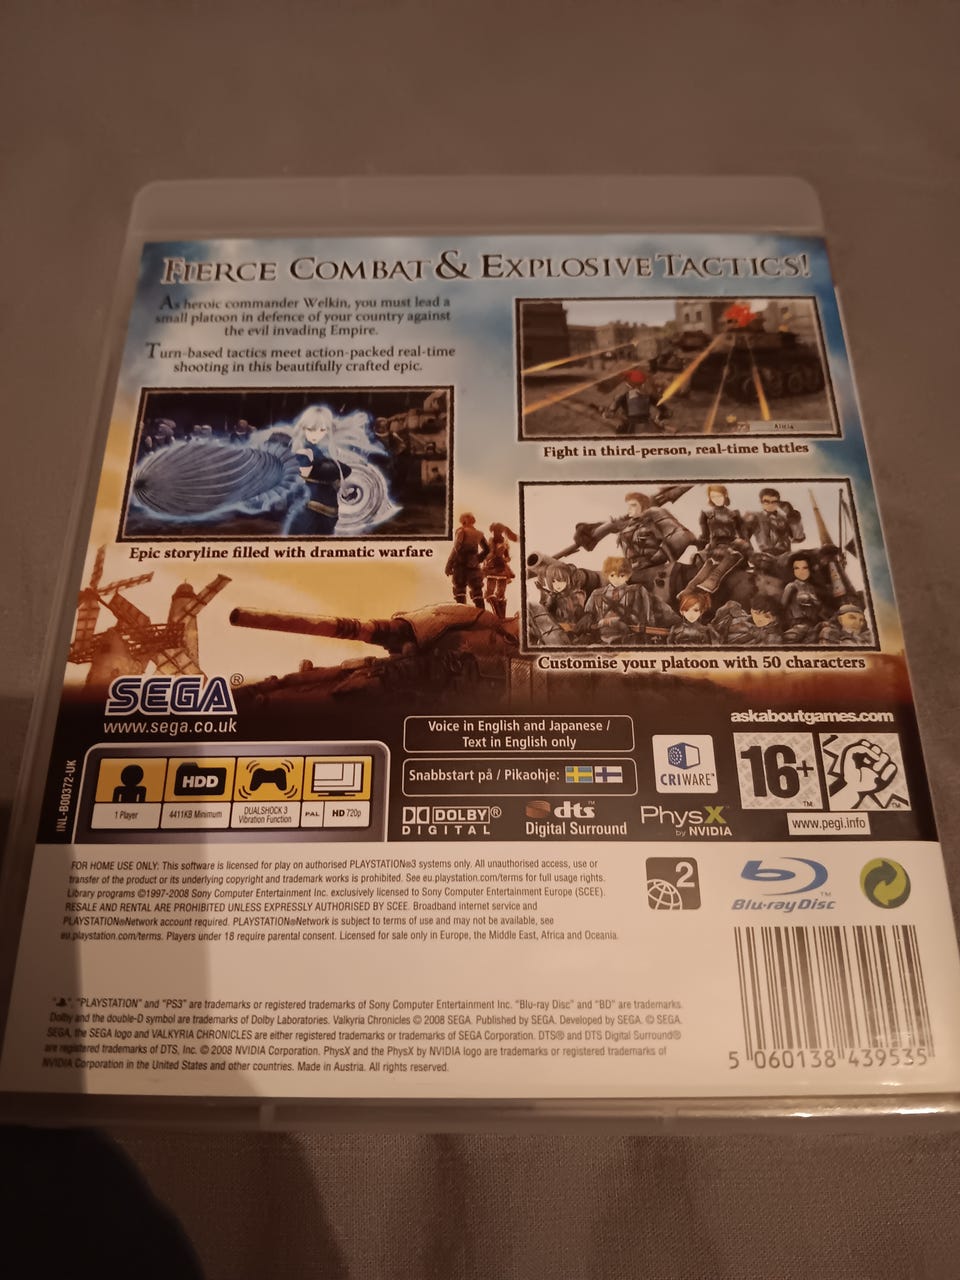 FIERCE COMBAT & EXPLOSIVE TACTICS!
As heroic commander Welkin, you must lead a
small platoon in defence of your country against
the evil invading Empire.
Turn-based tactics meet action-packed real-time
shooting in this beautifully crafted epic.
Alicia
Fight in third-person, real-time battles
Epic storyline filled with dramatic warfare
Customise your platoon with 50 characters
SEGA®
www.sega.co.uk
Voice in English and Japanese /
Text in English only
Snabbstart på / Pikaohje:
askaboutgames.com
CRIWARE™
16+
™
™
www.pegi.info
INL-B00372-UK
HDD
1 Player
4411KB Minimum
DUALSHOCK 3
Vibration Function
PAL
HD 720p
DOLBY®
DIGITAL
dts™
Digital Surround
PhysX™
by NVIDIA
FOR HOME USE ONLY: This software is licensed for play on authorised PLAYSTATION®3 systems only. All unauthorised access, use or
transfer of the product or its underlying copyright and trademark works is prohibited. See eu.playstation.com/terms for full usage rights.
Library programs ©1997-2008 Sony Computer Entertainment Inc. exclusively licensed to Sony Computer Entertainment Europe (SCEE).
RESALE AND RENTAL ARE PROHIBITED UNLESS EXPRESSLY AUTHORISED BY SCEE. Broadband internet service and
PLAYSTATION®Network account required. PLAYSTATION®Network is subject to terms of use and may not be available, see
eu.playstation.com/terms. Players under 18 require parental consent. Licensed for sale only in Europe, the Middle East, Africa and Oceania.
2
Blu-ray Disc™
", "PLAYSTATION" and "PS3" are trademarks or registered trademarks of Sony Computer Entertainment Inc. "Blu-ray Disc" and "BD" are trademarks.
Dolby and the double-D symbol are trademarks of Dolby Laboratories. Valkyria Chronicles © 2008 SEGA. Published by SEGA. Developed by SEGA. © SEGA.
SEGA, the SEGA logo and VALKYRIA CHRONICLES are either registered trademarks or trademarks of SEGA Corporation. DTS® and DTS Digital Surround®
are registered trademarks of DTS, Inc. © 2008 NVIDIA Corporation. PhysX and the PhysX by NVIDIA logo are trademarks or registered trademarks of
NVIDIA Corporation in the United States and other countries. Made in Austria. All rights reserved.
5 060138 439535